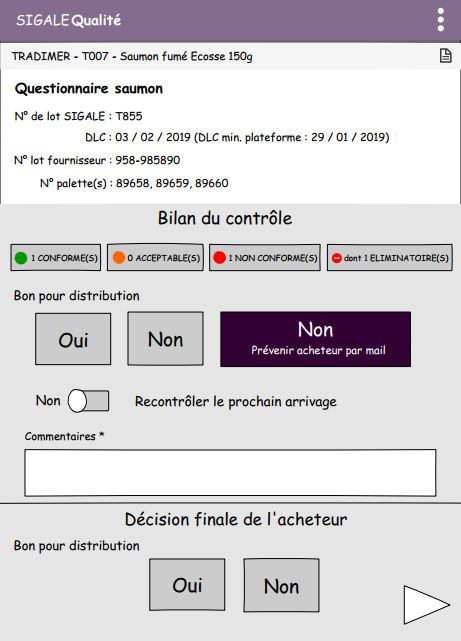 SIGALE Qualité
TRADIMER - T007 - Saumon fumé Ecosse 150g
Questionnaire saumon
N° de lot SIGALE : T855
DLC : 03 / 02 / 2019 (DLC min. plateforme : 29 / 01 / 2019)
N° lot fournisseur : 958-985890
N° palette(s) : 89658, 89659, 89660
Bilan du contrôle
1 CONFORME(S) 0 ACCEPTABLE(S) 1 NON CONFORME(S) dont 1 ELIMINATOIRE(S)
Bon pour distribution
Oui Non Non
Prévenir acheteur par mail
Non Recontrôler le prochain arrivage
Commentaires *
Décision finale de l'acheteur
Bon pour distribution
Oui Non